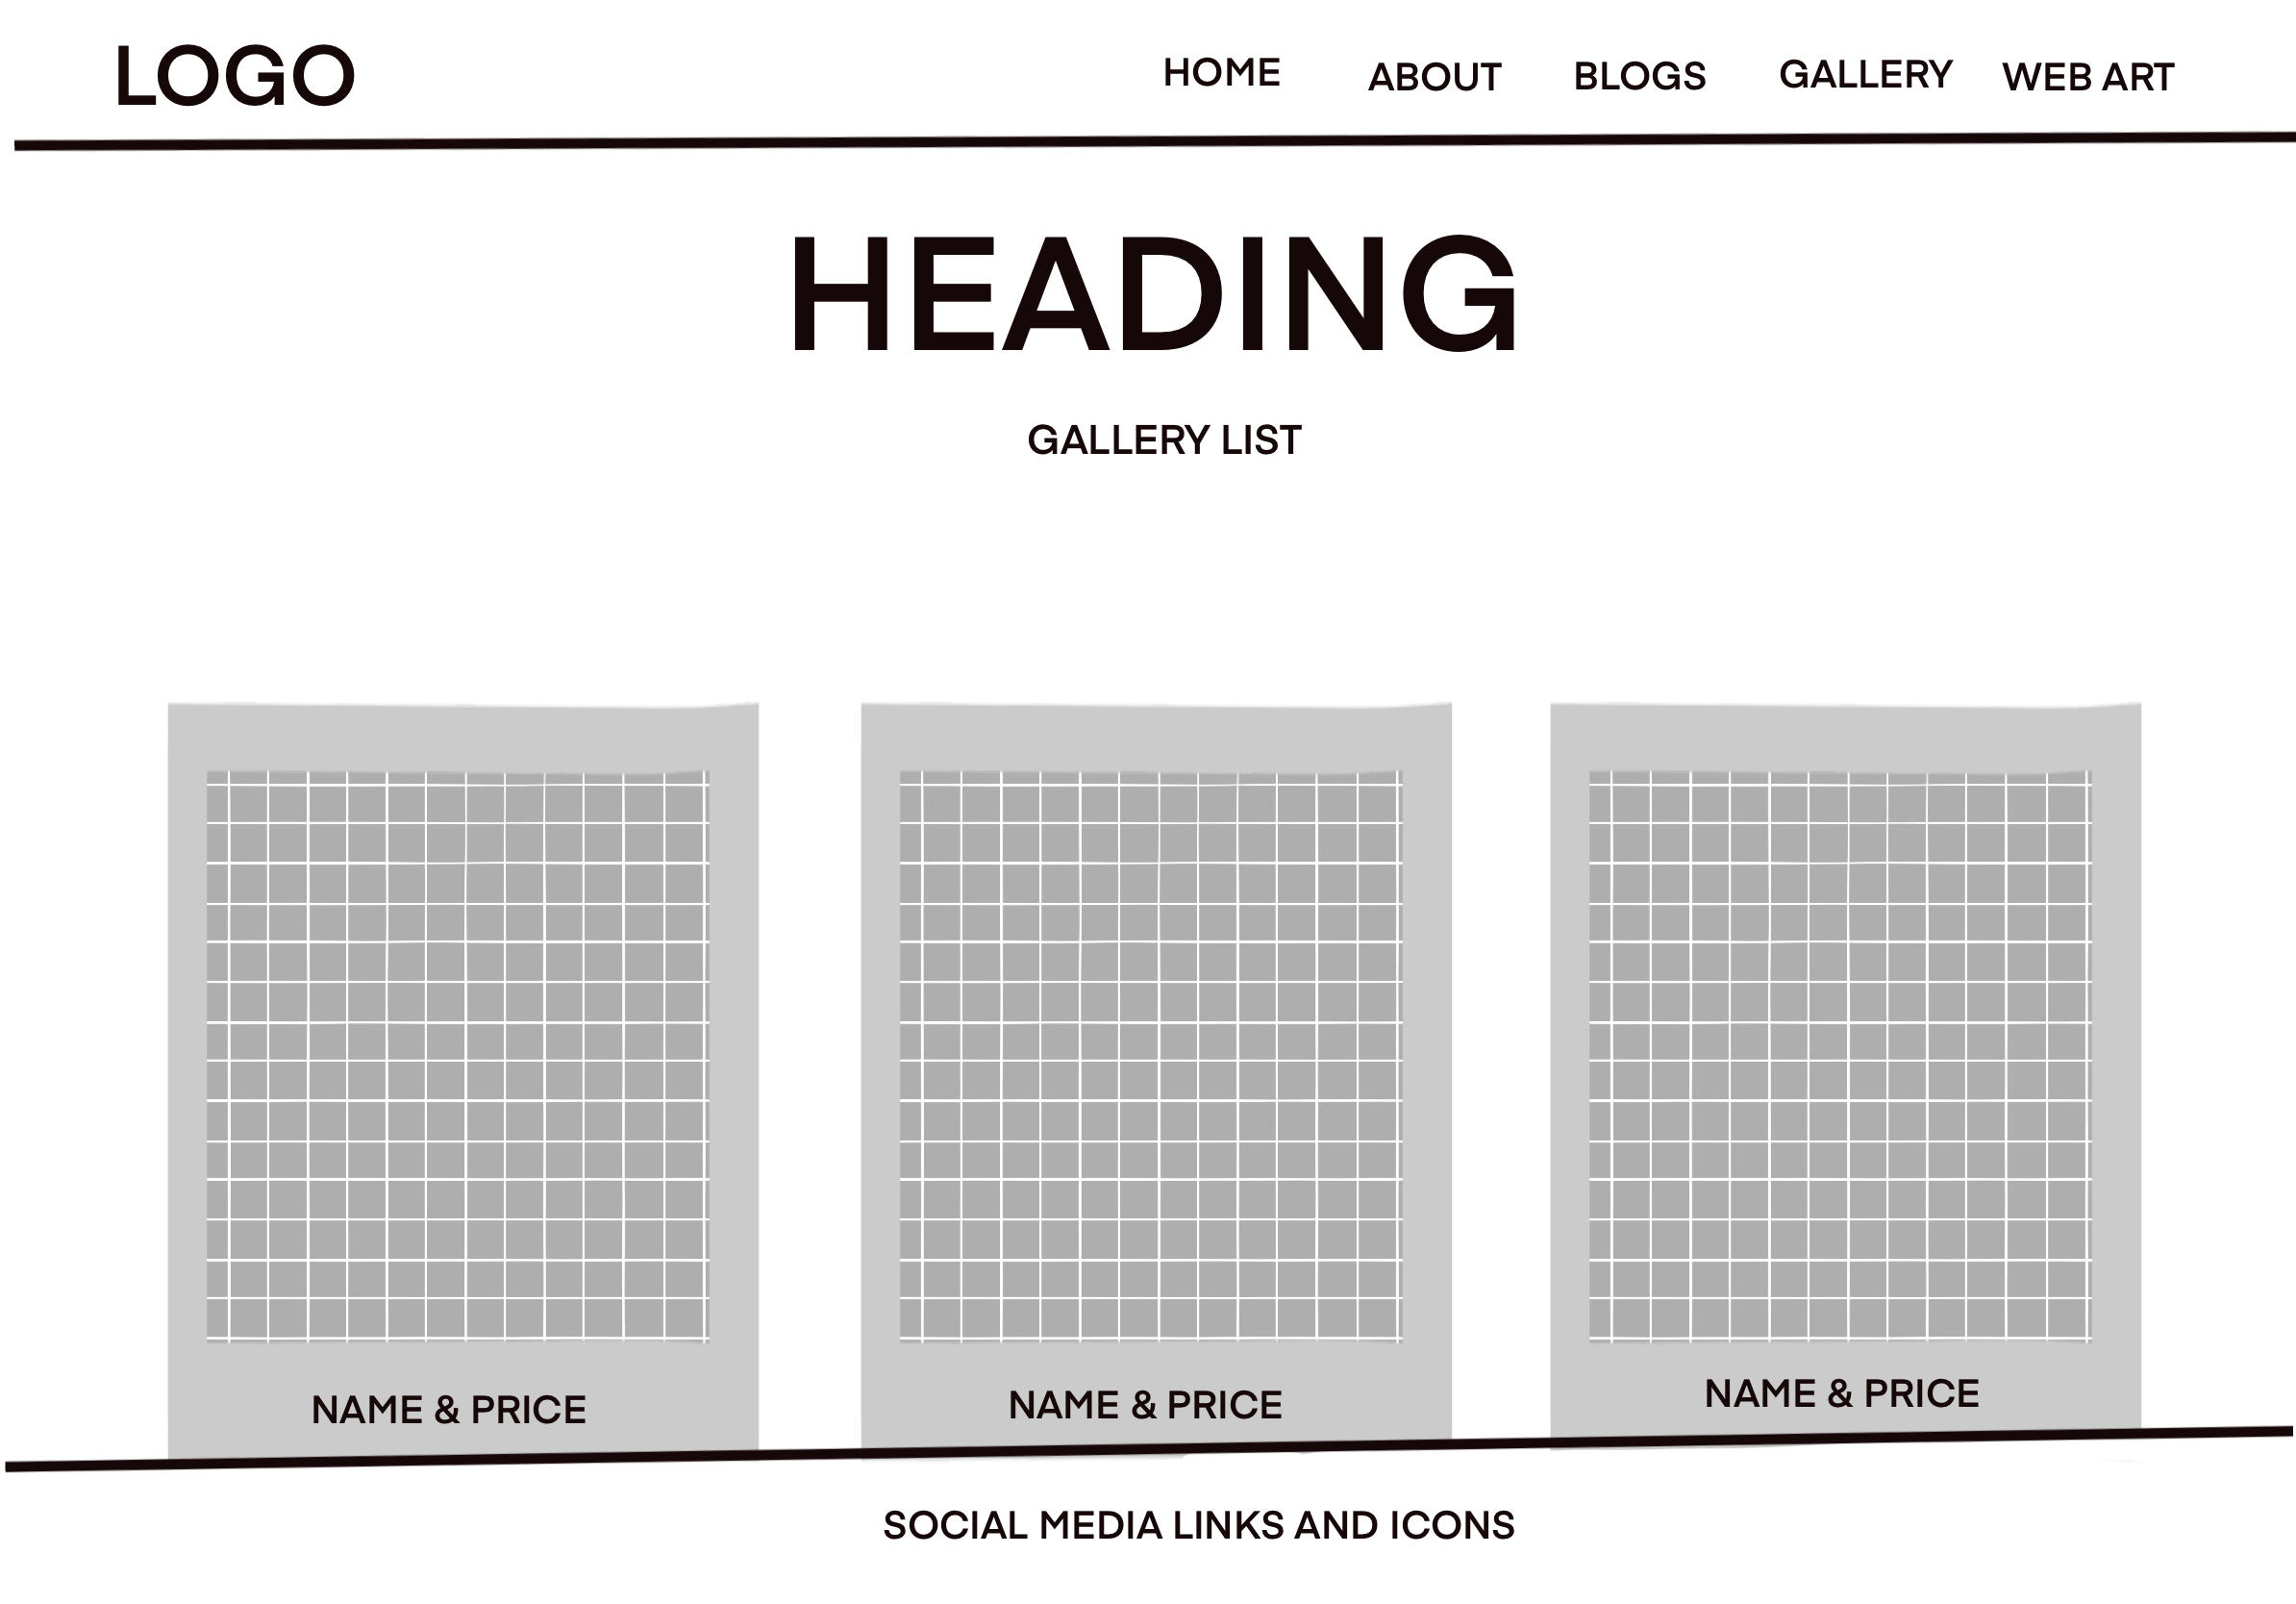 LOGO
HOME ABOUT BLOGS GALLERY WEB ART
HEADING
GALLERY LIST
NAME & PRICE
NAME & PRICE
NAME & PRICE
SOCIAL MEDIA LINKS AND ICONS